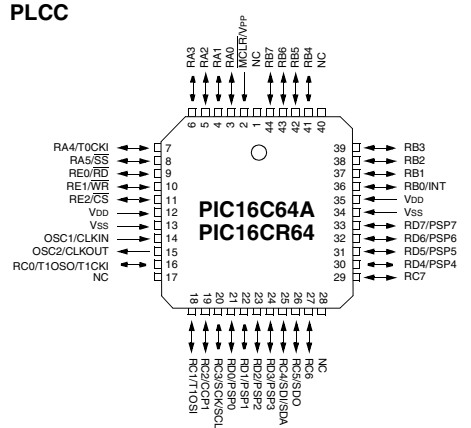 PLCC
RA3
RA2
RA1
RA0
MCLR/VPP
NC
RB7
RB6
RB5
RB4
NC
6
5
4
3
2
1
44
43
42
41
40
RA4/T0CKI 7
RA5/SS 8
RE0/RD 9
RE1/WR 10
RE2/CS 11
VDD 12
VSS 13
OSC1/CLKIN 14
OSC2/CLKOUT 15
RC0/T1OSO/T1CKI 16
NC 17
PIC16C64A
PIC16CR64
39 RB3
38 RB2
37 RB1
36 RB0/INT
35 VDD
34 VSS
33 RD7/PSP7
32 RD6/PSP6
31 RD5/PSP5
30 RD4/PSP4
29 RC7
18
19
20
21
22
23
24
25
26
27
28
RC1/T1OSI
RC2/CCP1
RC3/SCK/SCL
RD0/PSP0
RD1/PSP1
RD2/PSP2
RD3/PSP3
RC4/SDI/SDA
RC5/SDO
RC6
NC